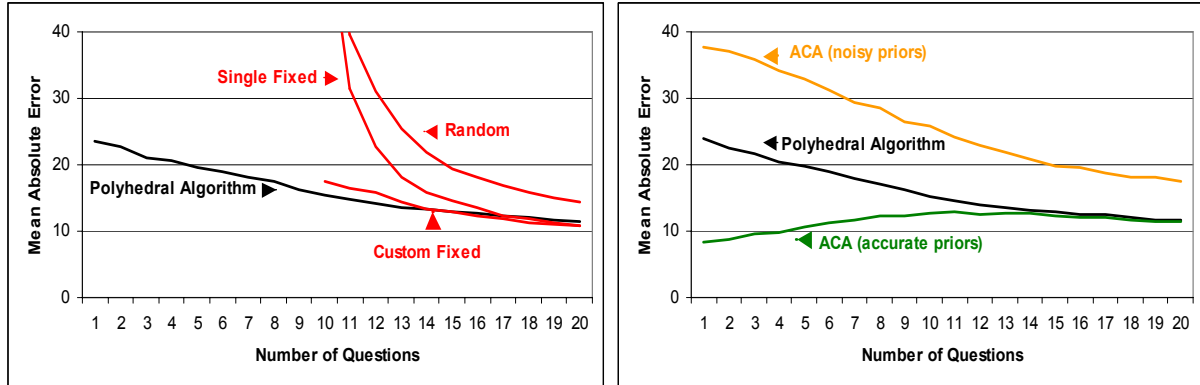 40
30
20
10
0
Mean Absolute Error
Single Fixed
Random
Polyhedral Algorithm
Custom Fixed
1 2 3 4 5 6 7 8 9 10 11 12 13 14 15 16 17 18 19 20
Number of Questions
40
30
20
10
0
Mean Absolute Error
ACA (noisy priors)
Polyhedral Algorithm
ACA (accurate priors)
1 2 3 4 5 6 7 8 9 10 11 12 13 14 15 16 17 18 19 20
Number of Questions